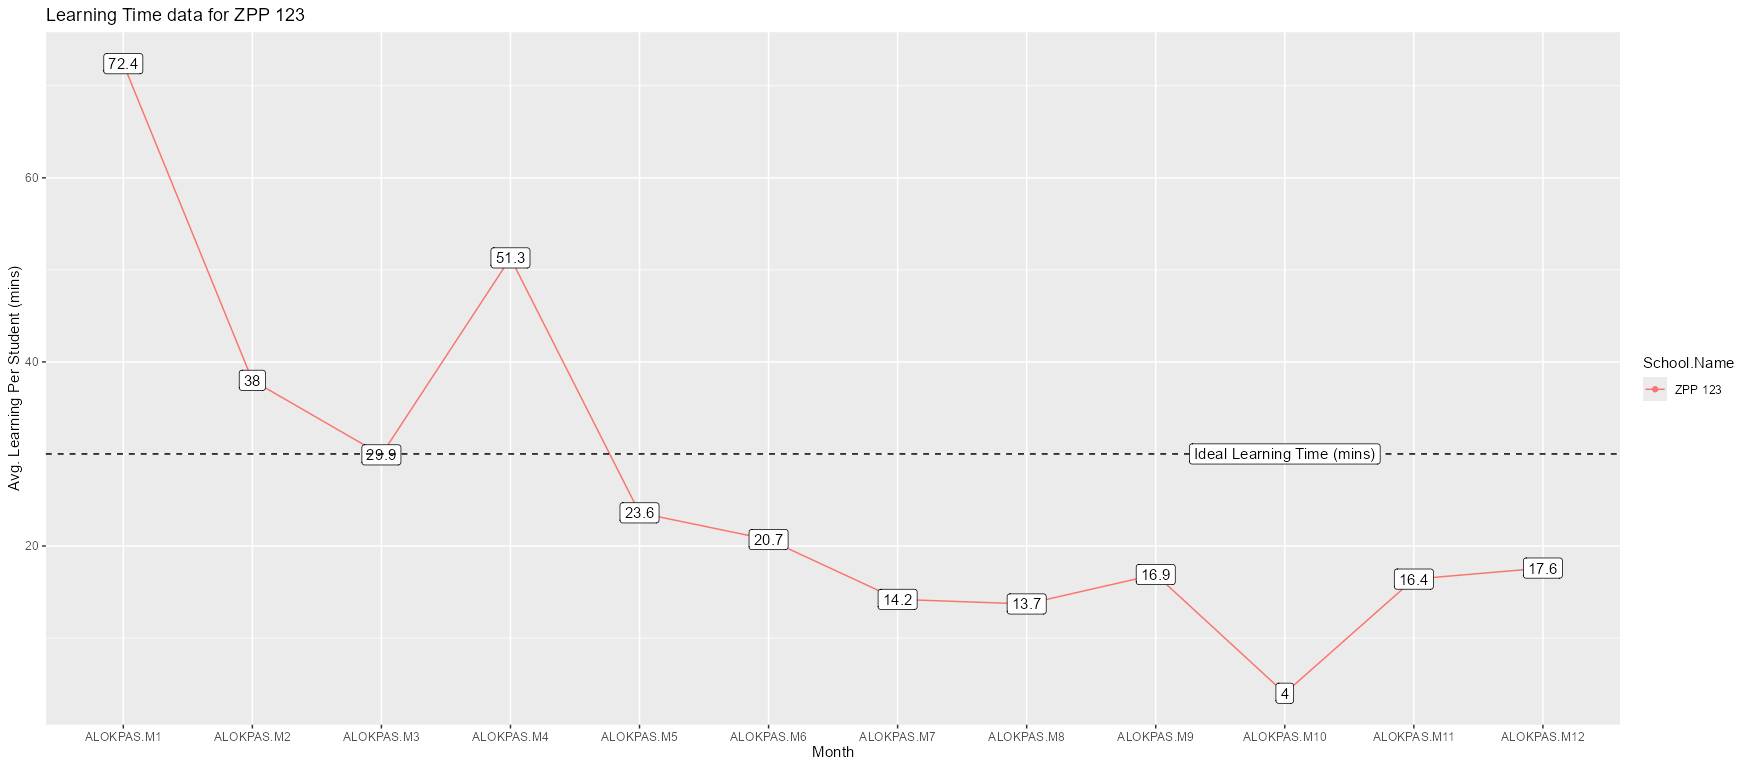 Learning Time data for ZPP 123
Avg. Learning Per Student (mins)
60
40
20
72.4
38
29.9
51.3
23.6
20.7
14.2
13.7
16.9
4
16.4
17.6
Ideal Learning Time (mins)
ALOKPAS.M1 ALOKPAS.M2 ALOKPAS.M3 ALOKPAS.M4 ALOKPAS.M5 ALOKPAS.M6 ALOKPAS.M7 ALOKPAS.M8 ALOKPAS.M9 ALOKPAS.M10 ALOKPAS.M11 ALOKPAS.M12
Month
School.Name
ZPP 123